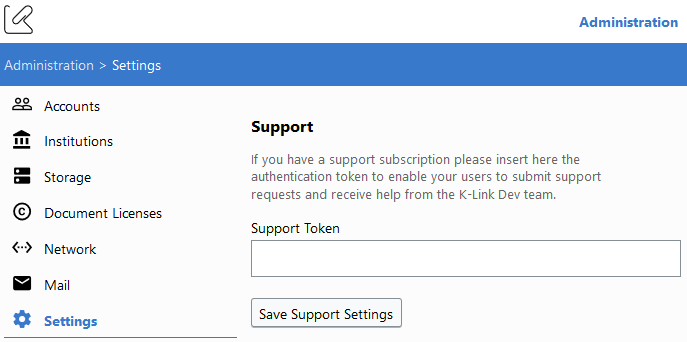 Administration
Administration > Settings
Accounts
Institutions
Storage
Document Licenses
Network
Mail
Settings
Support
If you have a support subscription please insert here the
authentication token to enable your users to submit support
requests and receive help from the K-Link Dev team.
Support Token
Save Support Settings